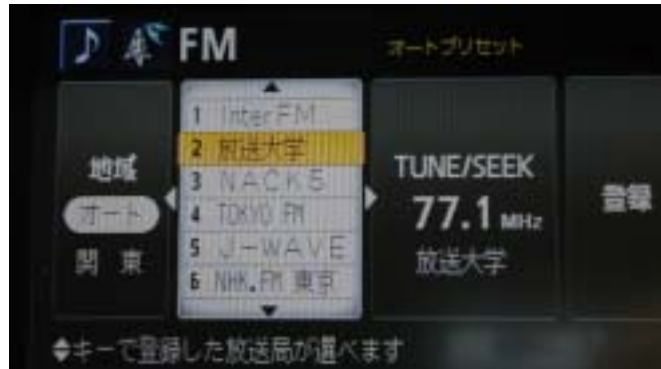 FM
オートプリセット
地域
オート
関東
1 InterFM
2 放送大学
3 NACK5
4 TOKYO FM
5 J-WAVE
6 NHK.FM 東京
TUNE/SEEK
77.1 MHz
放送大学
登録
キーで登録した放送局が選べます